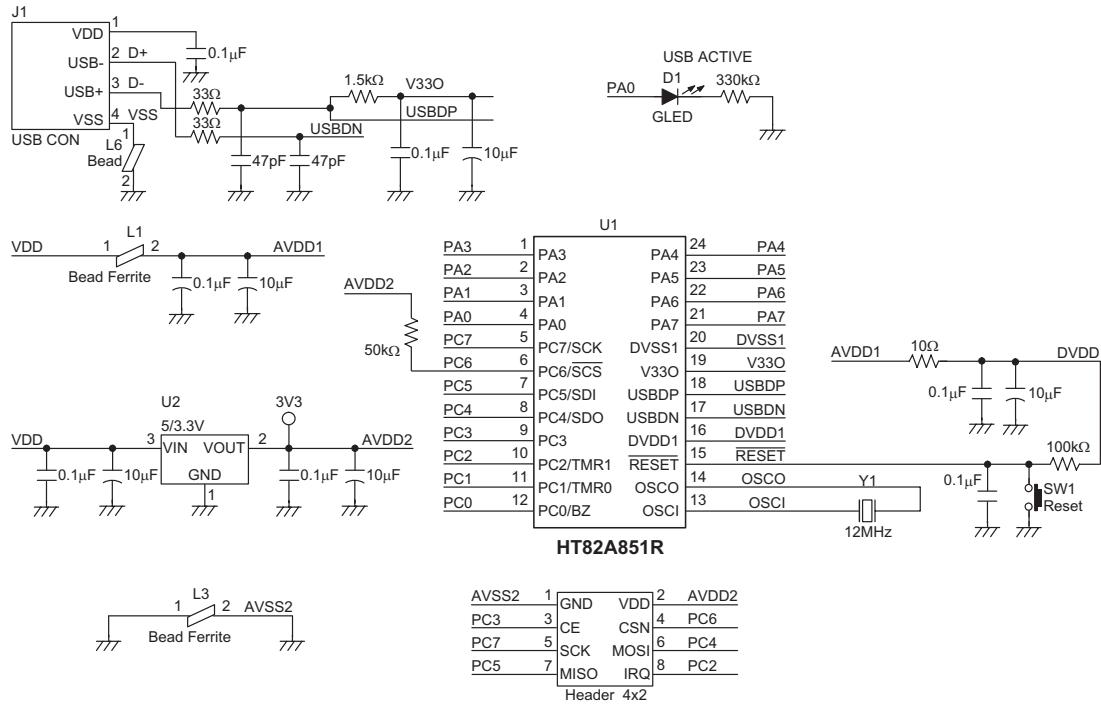 J1
VDD 1
USB- 2 D+
USB+ 3 D-
VSS 4 VSS
USB CON
0.1µF
33Ω
33Ω
1.5kΩ
V33O
USBDP
USBDN
1
L6
Bead
2
47pF
47pF
0.1µF
10µF
USB ACTIVE
PA0
D1
330kΩ
GLED
VDD 1 L1 2 AVDD1
Bead Ferrite
0.1µF
10µF
AVDD2
50kΩ
U1
PA3 1 PA3 PA4 24 PA4
PA2 2 PA2 PA5 23 PA5
PA1 3 PA1 PA6 22 PA6
PA0 4 PA0 PA7 21 PA7
PC7 5 PC7/SCK DVSS1 20 DVSS1
PC6 6 PC6/SCS V33O 19 V33O
PC5 7 PC5/SDI USBDP 18 USBDP
PC4 8 PC4/SDO USBDN 17 USBDN
PC3 9 PC3 DVDD1 16 DVDD1
PC2 10 PC2/TMR1 RESET 15 RESET
PC1 11 PC1/TMR0 OSCO 14 OSCO
PC0 12 PC0/BZ OSCI 13 OSCI
HT82A851R
AVDD1
10Ω
DVDD
0.1µF
10µF
100kΩ
0.1µF
SW1
Reset
Y1
12MHz
U2
5/3.3V
3V3
VDD 3 VIN VOUT 2 AVDD2
GND
1
0.1µF
10µF
0.1µF
10µF
L3
1 2 AVSS2
Bead Ferrite
AVSS2 1 GND VDD 2 AVDD2
PC3 3 CE CSN 4 PC6
PC7 5 SCK MOSI 6 PC4
PC5 7 MISO IRQ 8 PC2
Header 4x2